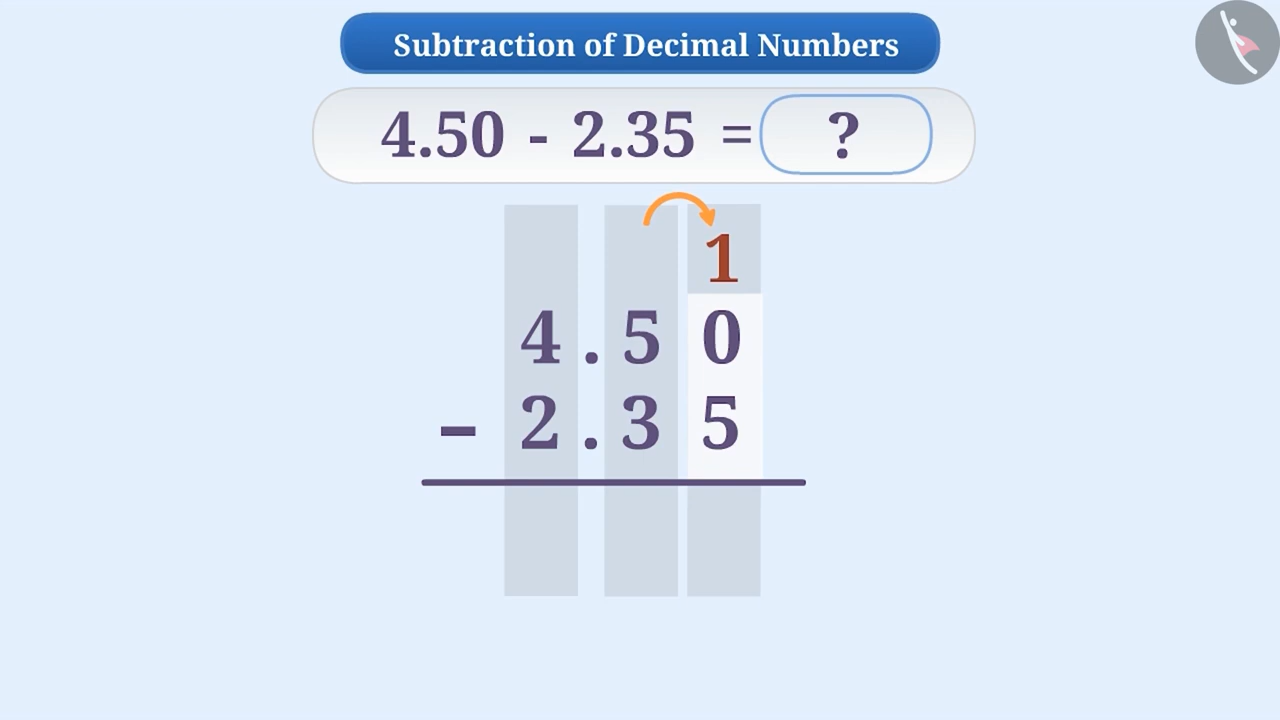 Subtraction of Decimal Numbers
4.50 - 2.35 = ?
1
4.50
- 2.35